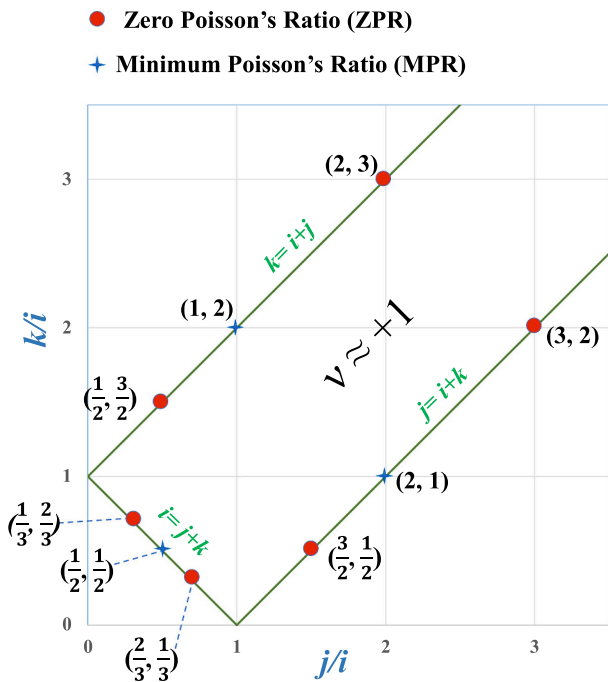 Zero Poisson's Ratio (ZPR)
Minimum Poisson's Ratio (MPR)
k/i
3
2
1
0
(2, 3)
k= i+j
(1, 2)
ν ≈ +1
(3, 2)
j= i+k
(1/2, 3/2)
(2, 1)
(1/3, 2/3)
i= j+k
(1/2, 1/2)
(3/2, 1/2)
(2/3, 1/3)
0 1 2 3
j/i